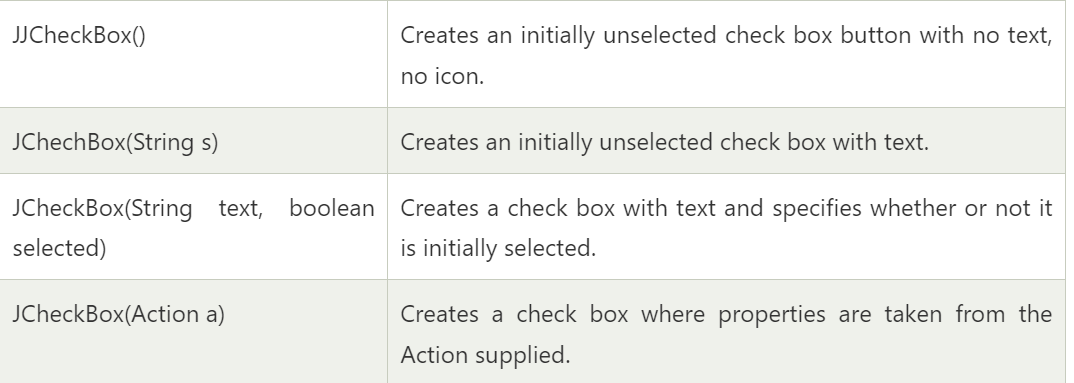 JJCheckBox()
Creates an initially unselected check box button with no text,
no icon.
JChechBox(String s)
Creates an initially unselected check box with text.
JCheckBox(String text, boolean
selected)
Creates a check box with text and specifies whether or not it
is initially selected.
JCheckBox(Action a)
Creates a check box where properties are taken from the
Action supplied.